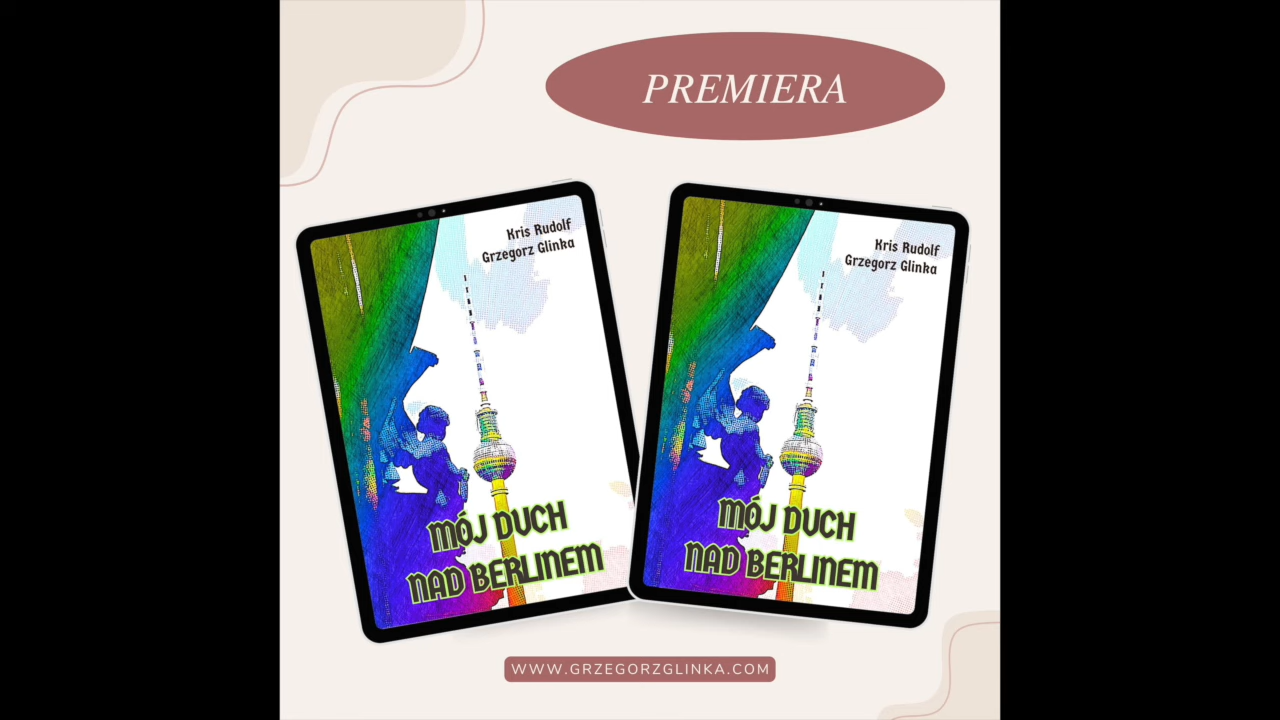 PREMIERA
Kris Rudolf
Grzegorz Glinka
MÓJ DUCH
NAD BERLINEM
Kris Rudolf
Grzegorz Glinka
MÓJ DUCH
NAD BERLINEM
WWW.GRZEGORZGLINKA.COM